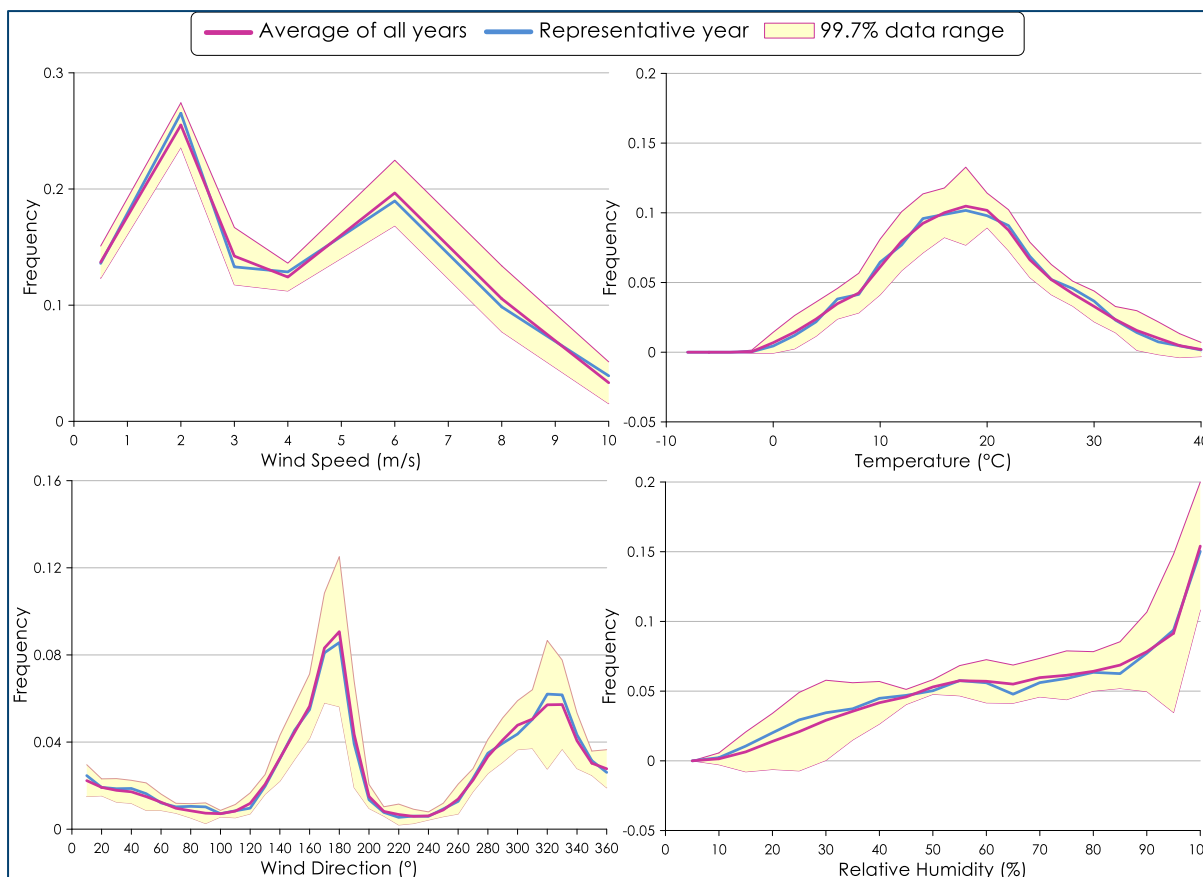 Average of all years Representative year 99.7% data range
0.3
0.2
0.1
0
Frequency
0 1 2 3 4 5 6 7 8 9 10
Wind Speed (m/s)
0.2
0.15
0.1
0.05
0
-0.05
Frequency
-10 0 10 20 30 40
Temperature (°C)
0.16
0.12
0.08
0.04
0
Frequency
0 20 40 60 80 100 120 140 160 180 200 220 240 260 280 300 320 340 360
Wind Direction (°)
0.2
0.15
0.1
0.05
0
-0.05
Frequency
0 10 20 30 40 50 60 70 80 90 10
Relative Humidity (%)